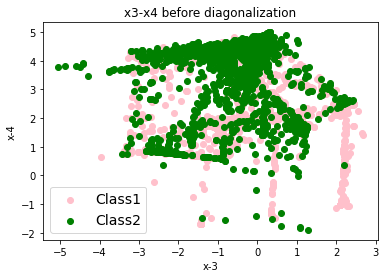 x3-x4 before diagonalization
5
4
3
2
1
0
−1
−2
x-4
Class1
Class2
−5 −4 −3 −2 −1 0 1 2 3
x-3